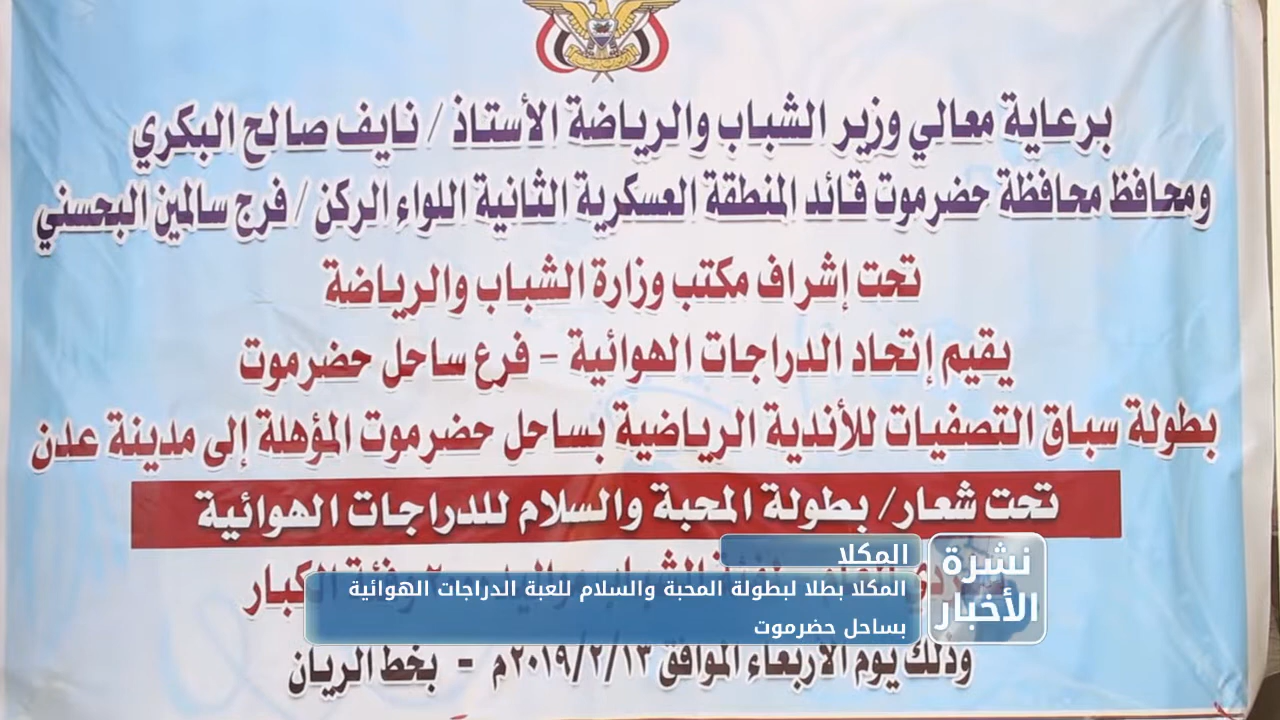 برعاية معالي وزير الشباب والرياضة الأستاذ / نايف صالح البكري
ومحافظ محافظة حضرموت قائد المنطقة العسكرية الثانية اللواء الركن / فرج سالمين البحسني
تحت إشراف مكتب وزارة الشباب والرياضة
يقيم إتحاد الدراجات الهوائية - فرع ساحل حضرموت
بطولة سباق التصفيات للأندية الرياضية بساحل حضرموت المؤهلة إلى مدينة عدن
تحت شعار/ بطولة المحبة والسلام للدراجات الهوائية
الكبار
وذلك يوم الأربعاء الموافق ٢٠١٩/٢/١٣م - بخط الريان
نشرة
الأخبار
المكلا
المكلا بطلا لبطولة المحبة والسلام للعبة الدراجات الهوائية
بساحل حضرموت